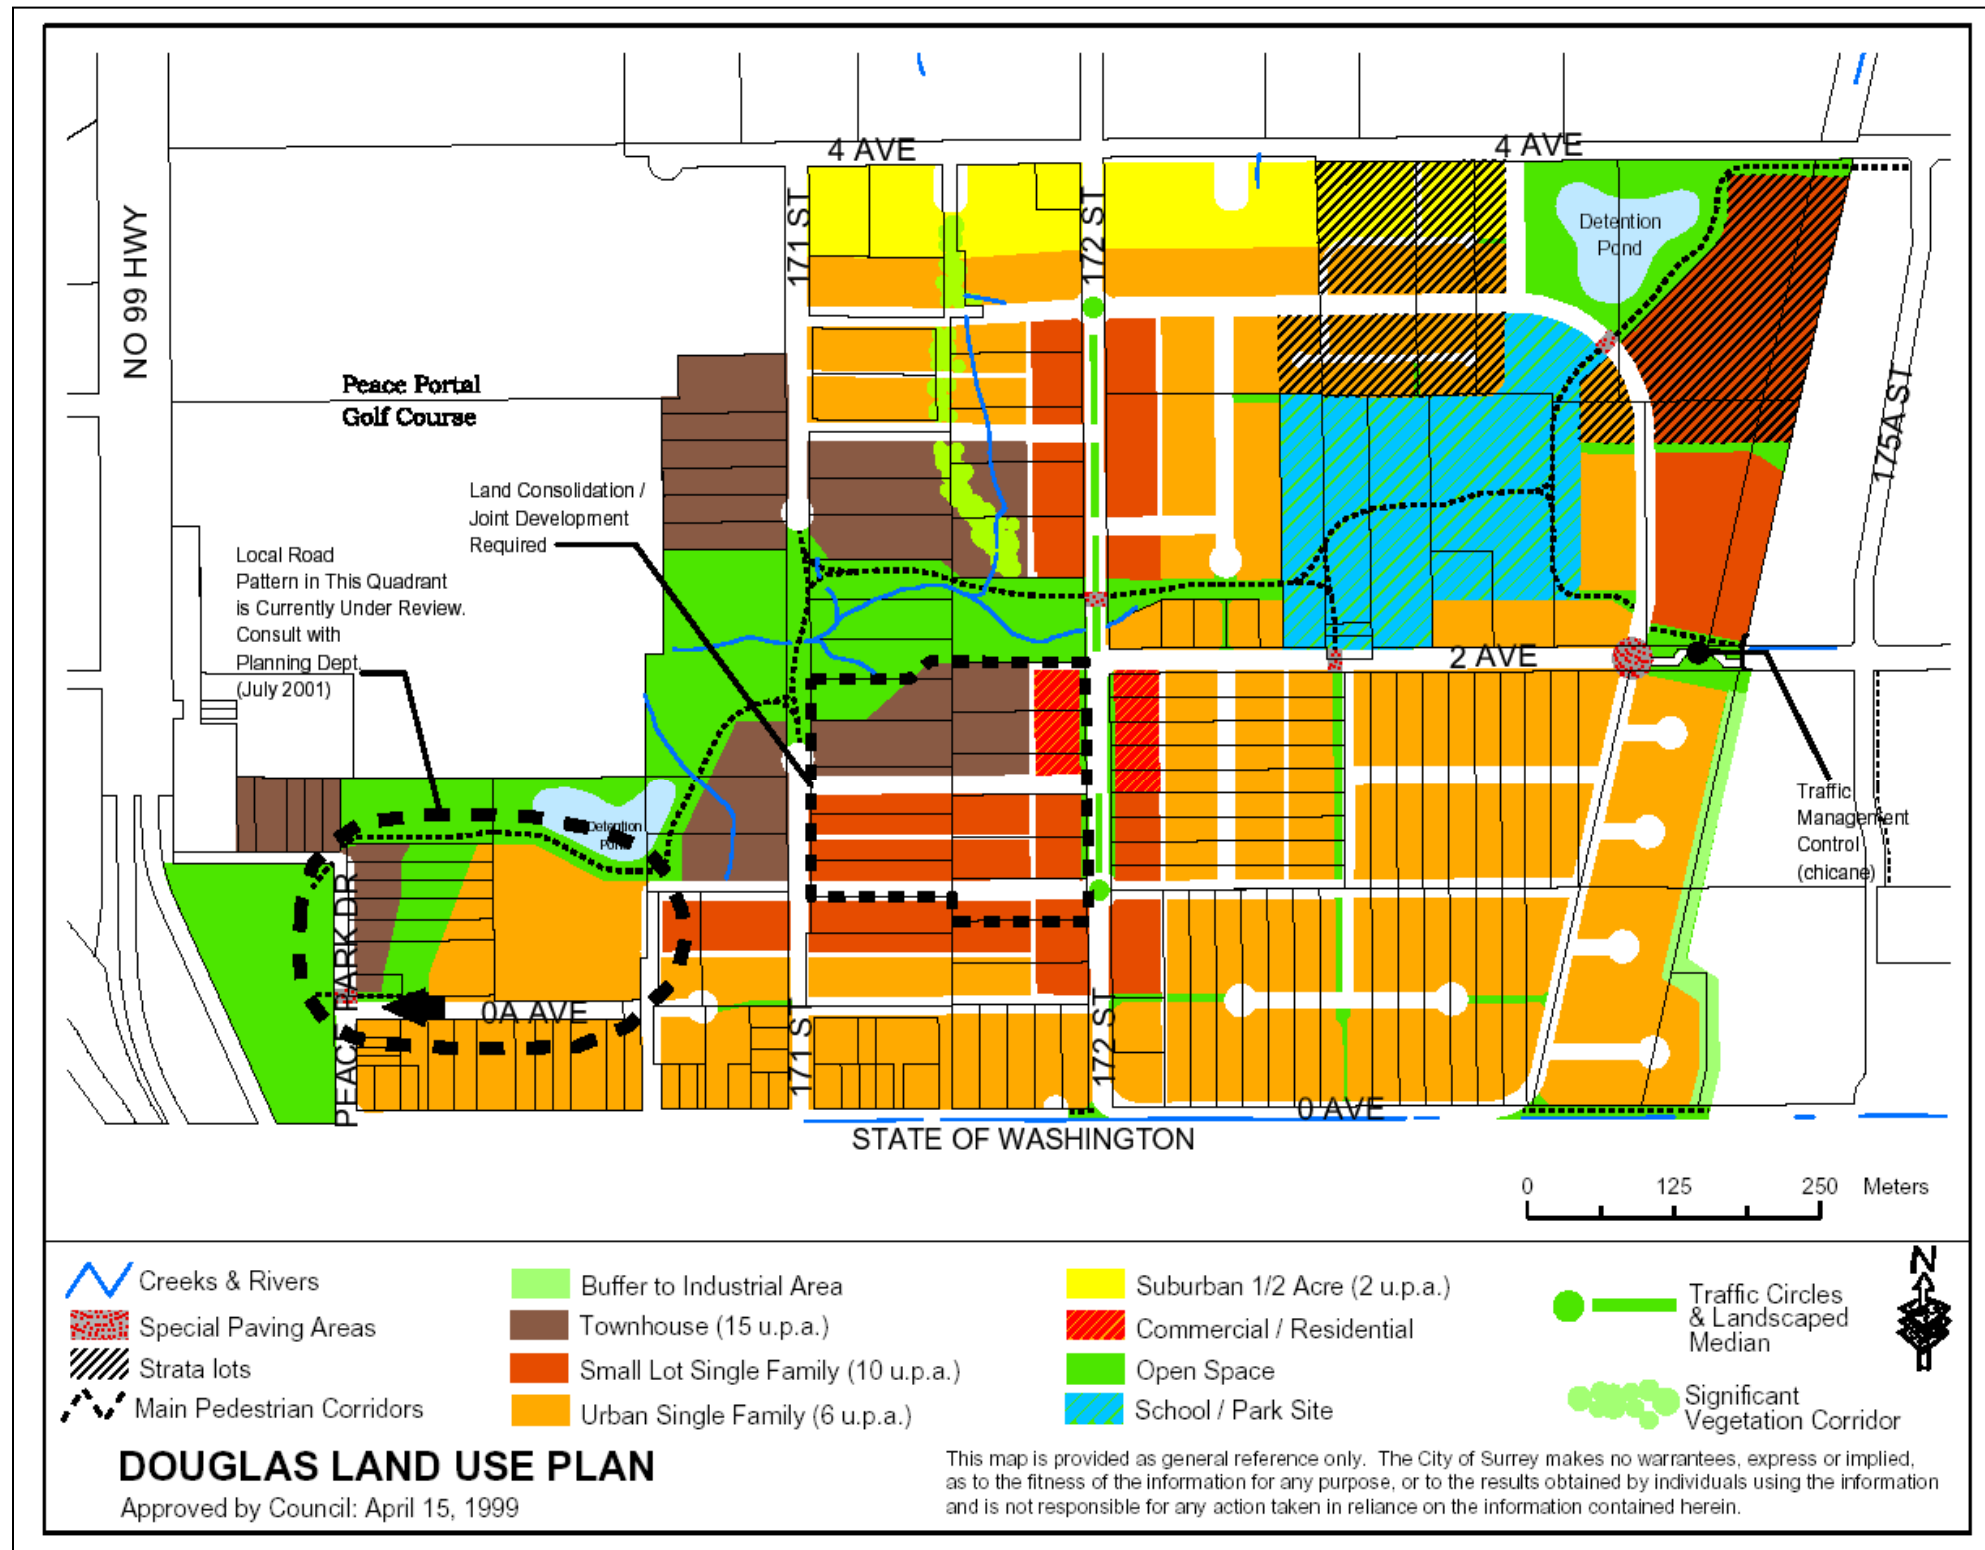 4 AVE
4 AVE
NO 99 HWY
171 ST
172 ST
Detention
Pond
Peace Portal
Golf Course
175A ST
Land Consolidation /
Joint Development
Required
Local Road
Pattern in This Quadrant
is Currently Under Review.
Consult with
Planning Dept.
(July 2001)
2 AVE
Traffic
Management
Control
(chicane)
Detention
Pond
PEACE PARK DR
0A AVE
171 ST
172 ST
0 AVE
STATE OF WASHINGTON
0 125 250 Meters
Creeks & Rivers
Special Paving Areas
Strata lots
Main Pedestrian Corridors
Buffer to Industrial Area
Townhouse (15 u.p.a.)
Small Lot Single Family (10 u.p.a.)
Urban Single Family (6 u.p.a.)
Suburban 1/2 Acre (2 u.p.a.)
Commercial / Residential
Open Space
School / Park Site
Traffic Circles
& Landscaped
Median
Significant
Vegetation Corridor
N
DOUGLAS LAND USE PLAN
Approved by Council: April 15, 1999
This map is provided as general reference only. The City of Surrey makes no warrantees, express or implied,
as to the fitness of the information for any purpose, or to the results obtained by individuals using the information
and is not responsible for any action taken in reliance on the information contained herein.